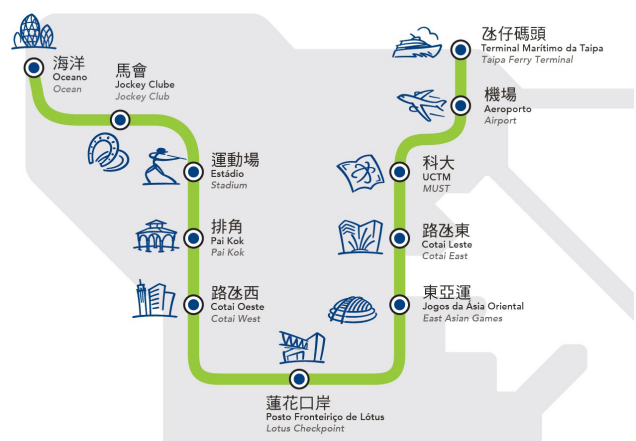 海洋
Oceano
Ocean
馬會
Jockey Clube
Jockey Club
運動場
Estádio
Stadium
排角
Pai Kok
Pai Kok
路氹西
Cotai Oeste
Cotai West
蓮花口岸
Posto Fronteiriço de Lótus
Lotus Checkpoint
東亞運
Jogos da Ásia Oriental
East Asian Games
路氹東
Cotai Leste
Cotai East
科大
UCTM
MUST
機場
Aeroporto
Airport
氹仔碼頭
Terminal Marítimo da Taipa
Taipa Ferry Terminal